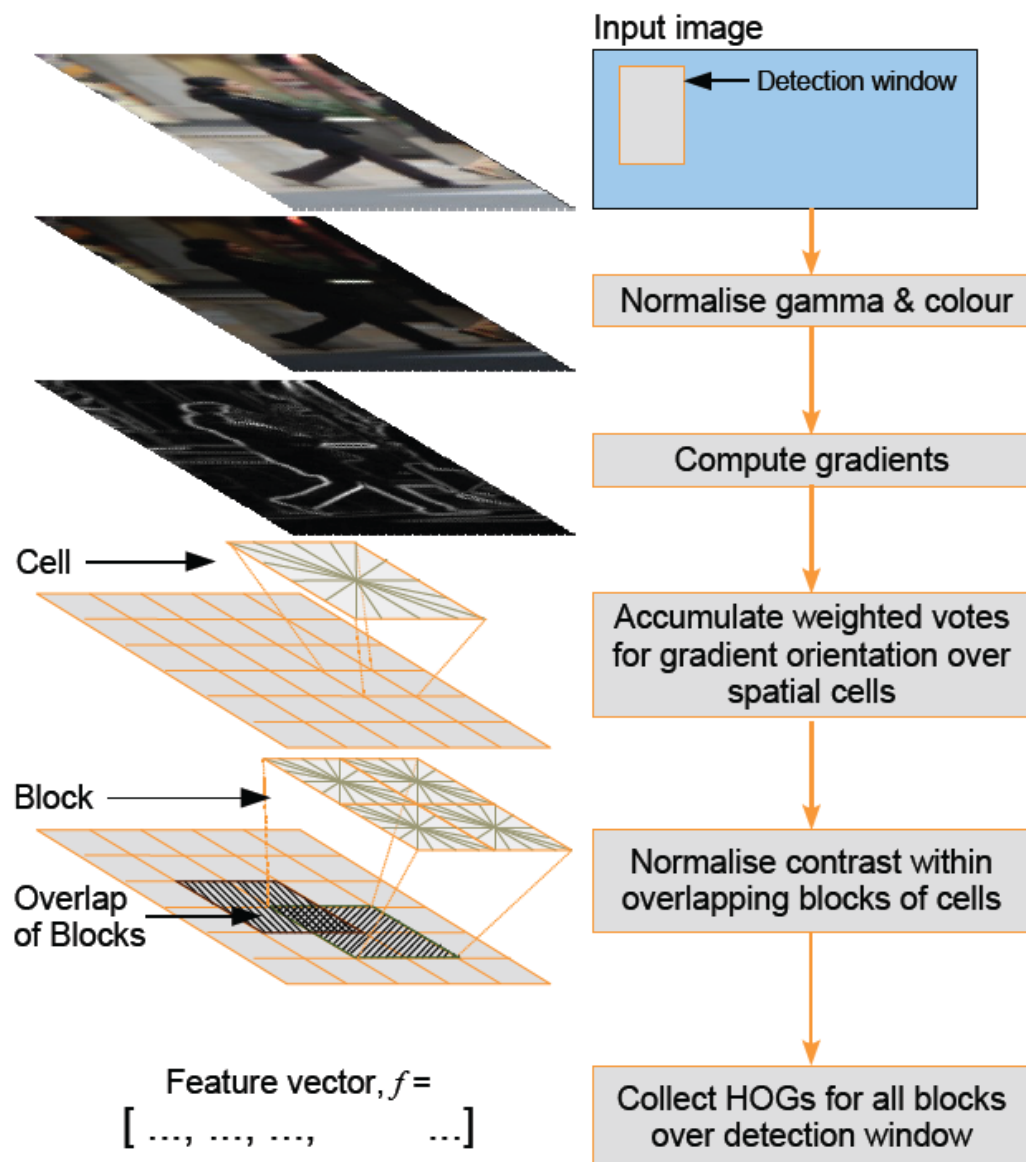 Input image
Detection window
Normalise gamma & colour
Compute gradients
Cell
Accumulate weighted votes
for gradient orientation over
spatial cells
Block
Overlap
of Blocks
Normalise contrast within
overlapping blocks of cells
Feature vector, f =
[ ..., ..., ..., ...]
Collect HOGs for all blocks
over detection window